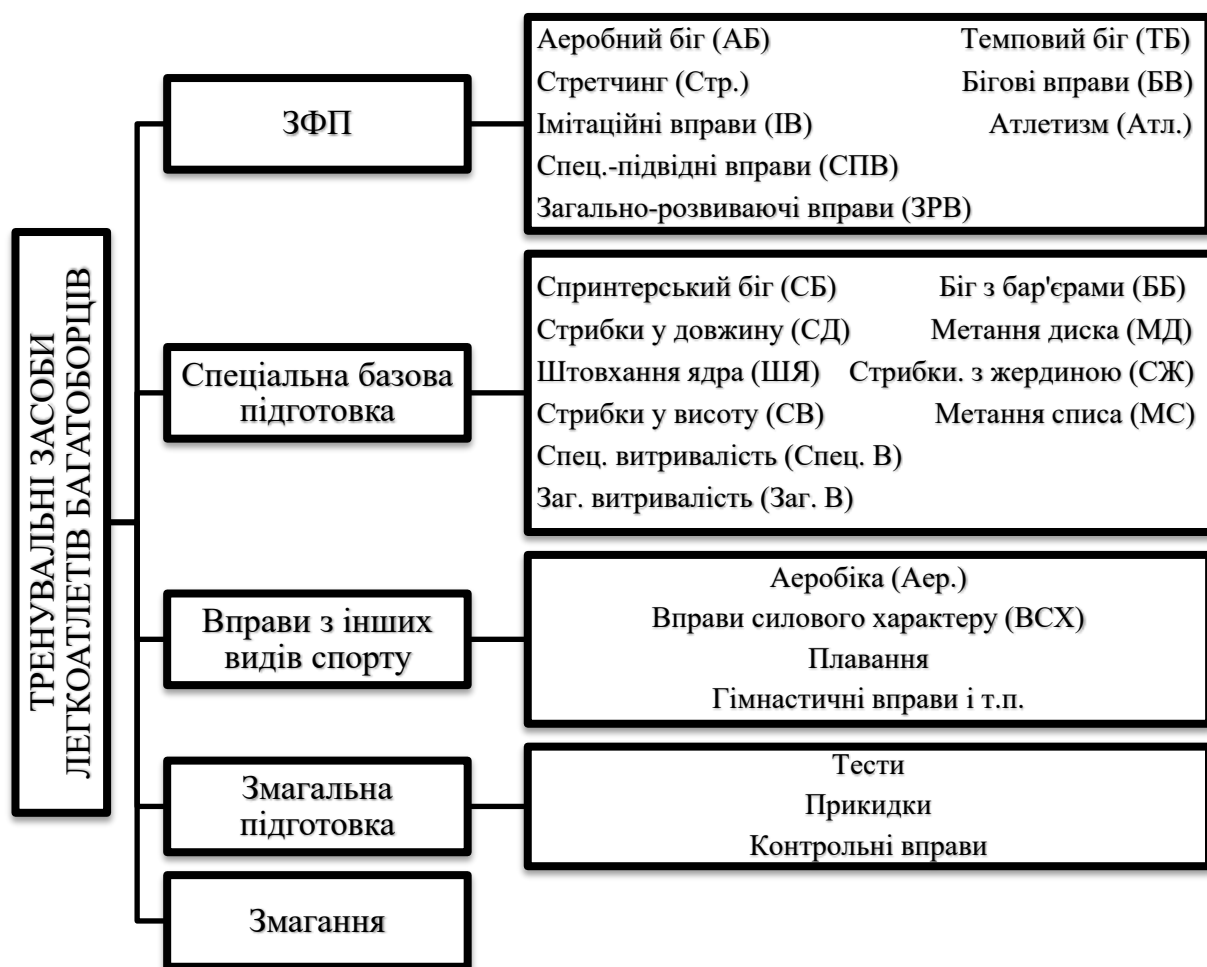 ТРЕНУВАЛЬНІ ЗАСОБИ
ЛЕГКОАТЛЕТІВ БАГАТОБОРЦІВ
ЗФП
Аеробний біг (АБ) Темповий біг (ТБ)
Стретчинг (Стр.) Бігові вправи (БВ)
Імітаційні вправи (ІВ) Атлетизм (Атл.)
Спец.-підвідні вправи (СПВ)
Загально-розвиваючі вправи (ЗРВ)
Спеціальна базова
підготовка
Спринтерський біг (СБ) Біг з бар'єрами (ББ)
Стрибки у довжину (СД) Метання диска (МД)
Штовхання ядра (ШЯ) Стрибки. з жердиною (СЖ)
Стрибки у висоту (СВ) Метання списа (МС)
Спец. витривалість (Спец. В)
Заг. витривалість (Заг. В)
Вправи з інших
видів спорту
Аеробіка (Аер.)
Вправи силового характеру (ВСХ)
Плавання
Гімнастичні вправи і т.п.
Змагальна
підготовка
Тести
Прикидки
Контрольні вправи
Змагання